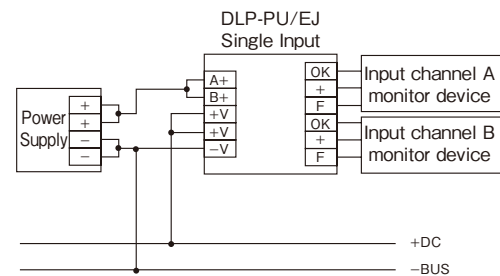 DLP-PU/EJ
Single Input
Power
Supply
+
+
−
−
A+
B+
+V
+V
−V
OK
+
F
OK
+
F
Input channel A
monitor device
Input channel B
monitor device
+DC
−BUS